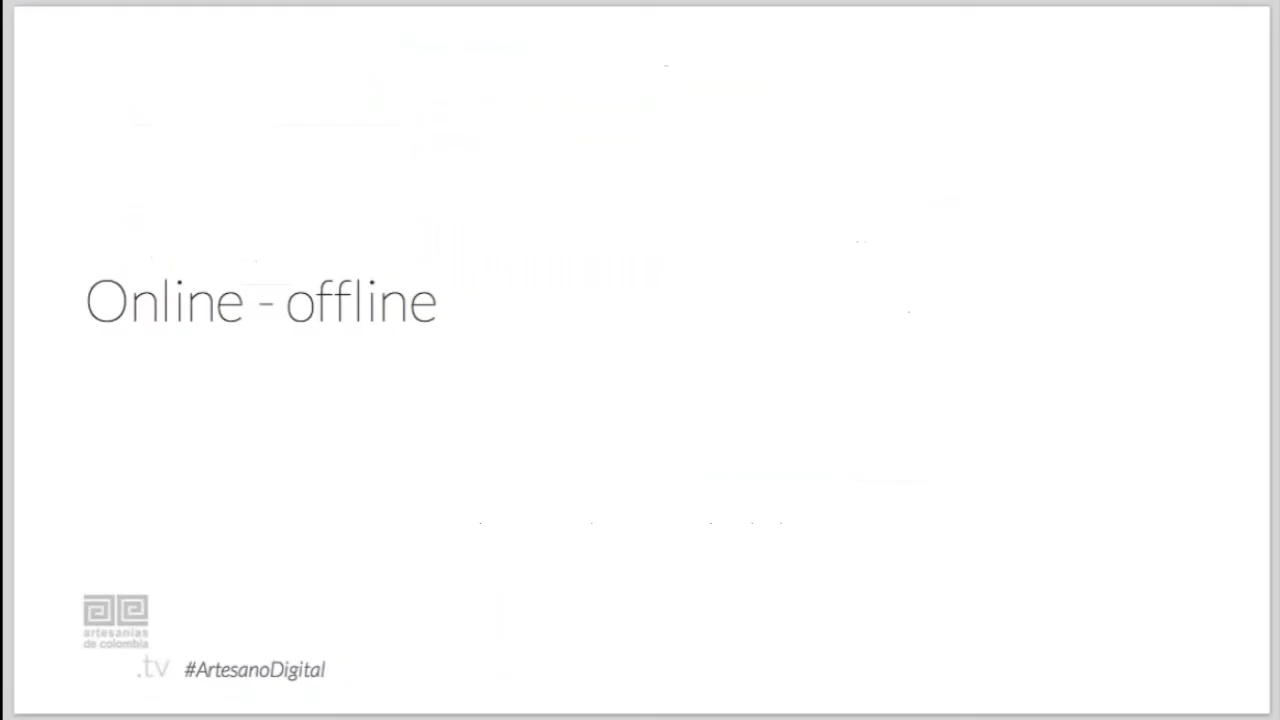 Online - offline
artesanías
de colombia
.tv
#ArtesanoDigital